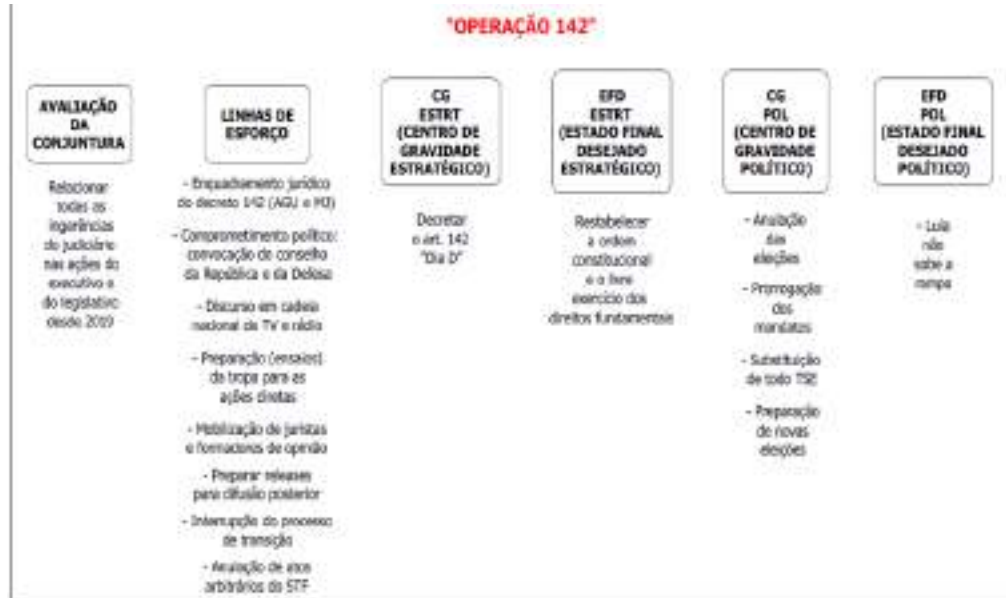 "OPERAÇÃO 142"
AVALIAÇÃO
DA
CONJUNTURA
Relacionar
todas as
ingerências
do judiciário
nas ações do
executivo e
do legislativo
desde 2019
LINHAS DE
ESFORÇO
- Enquadramento jurídico
do decreto 142 (AGU e MJ)
- Comprometimento político:
convocação do conselho
da República e da Defesa
- Discurso em cadeia
nacional de TV e rádio
- Preparação (ensaios)
da tropa para as
ações diretas
- Mobilização de juristas
e formadores de opinião
- Preparar releases
para difusão posterior
- Interrupção do processo
de transição
- Anulação de atos
arbitrários do STF
CG
ESTRT
(CENTRO DE
GRAVIDADE
ESTRATÉGICO)
Decretar
o art. 142
"Dia D"
EFD
ESTRT
(ESTADO FINAL
DESEJADO
ESTRATÉGICO)
Restabelecer
a ordem
constitucional
e o livre
exercício dos
direitos fundamentais
CG
POL
(CENTRO DE
GRAVIDADE
POLÍTICO)
- Anulação
das
eleições
- Prorrogação
dos
mandatos
- Substituição
de todo TSE
- Preparação
de novas
eleições
EFD
POL
(ESTADO FINAL
DESEJADO
POLÍTICO)
- Lula
não
sobe a
rampa